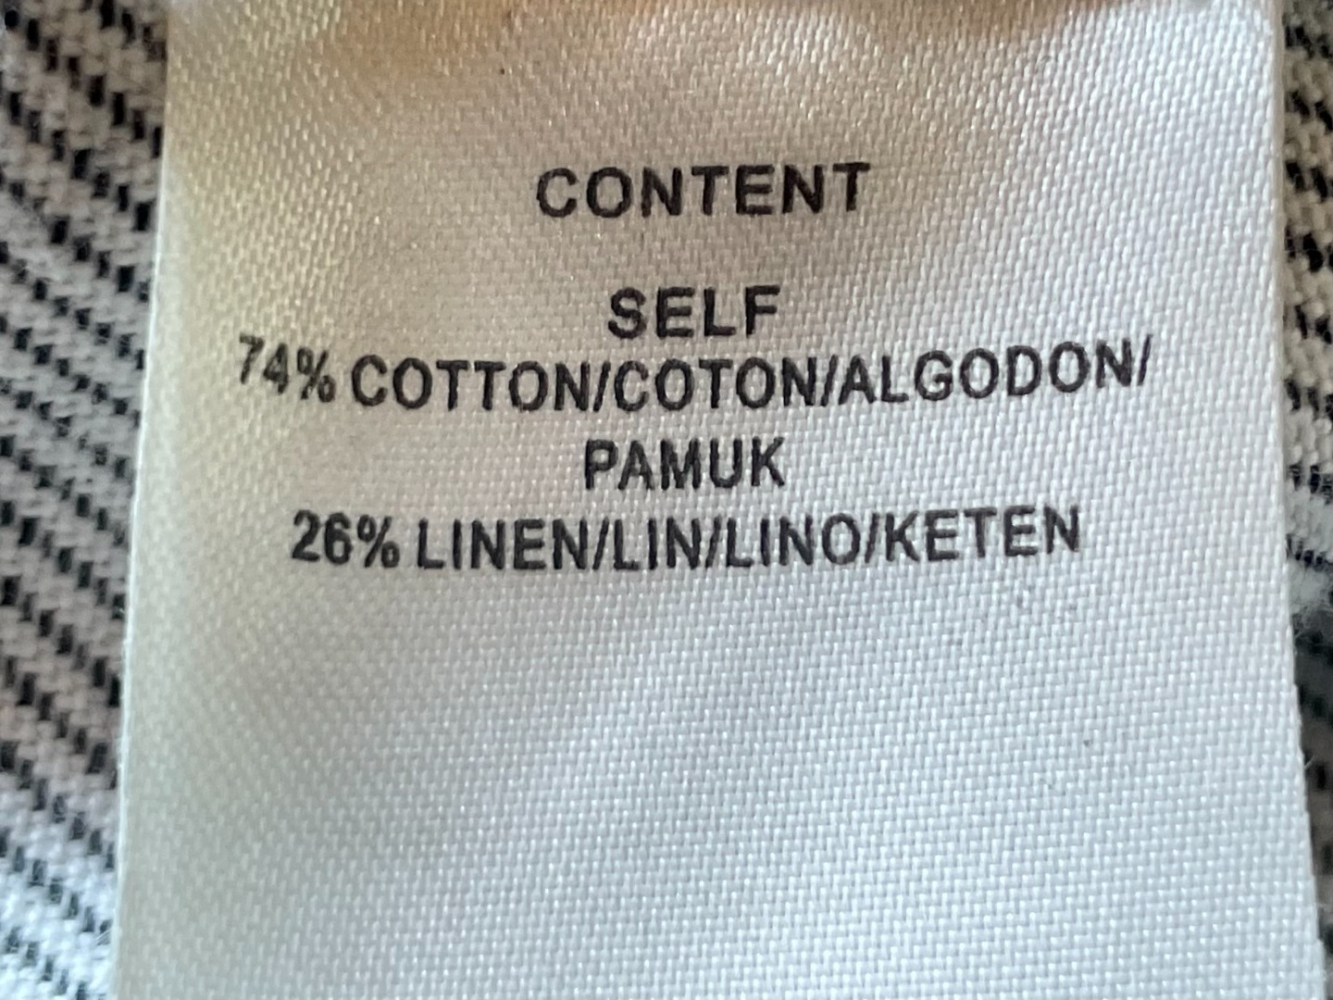 CONTENT
SELF
74% COTTON/COTON/ALGODON/
PAMUK
26% LINEN/LIN/LINO/KETEN